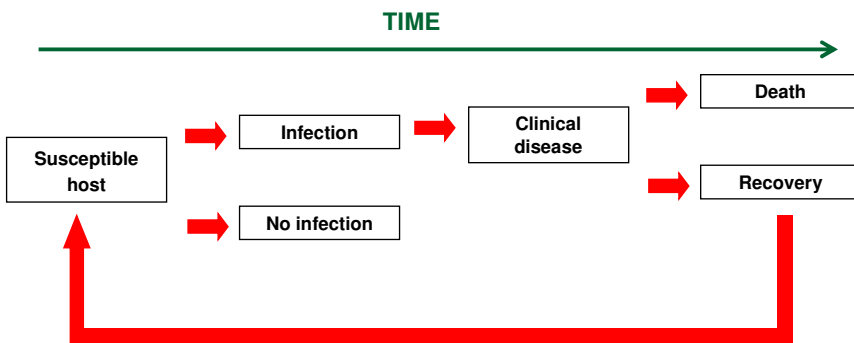 TIME
Susceptible
host
Infection
No infection
Clinical
disease
Death
Recovery